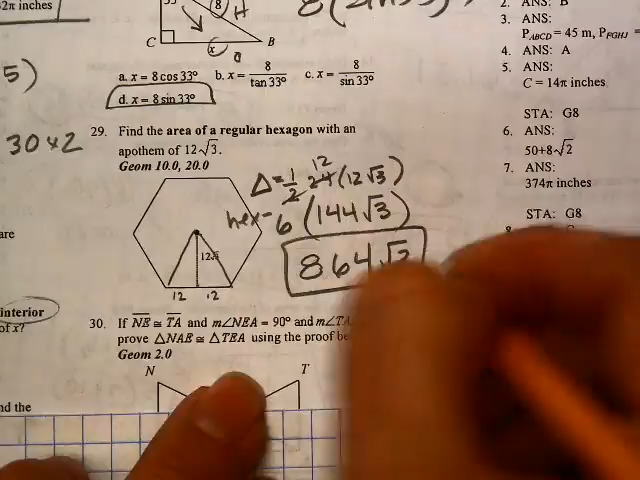 2π inches
8
H
C
x
B
O
5)
a. x = 8 cos 33° b. x = 8/tan 33° c. x = 8/sin 33°
d. x = 8 sin 33°
30 × 2
29. Find the area of a regular hexagon with an
apothem of 12√3.
Geom 10.0, 20.0
Δ = 1/2 24 (12√3)
12
hex = 6 (144√3)
864√3
12√3
12 12
are
interior
of x?
30. If NE ≅ TA and m∠NEA = 90° and m∠TA
prove △NAE ≅ △TEA using the proof be
Geom 2.0
N T
nd the
2. ANS: B
3. ANS:
P_ABCD = 45 m, P_FGHJ =
4. ANS: A
5. ANS:
C = 14π inches
STA: G8
6. ANS:
50+8√2
7. ANS:
374π inches
STA: G8